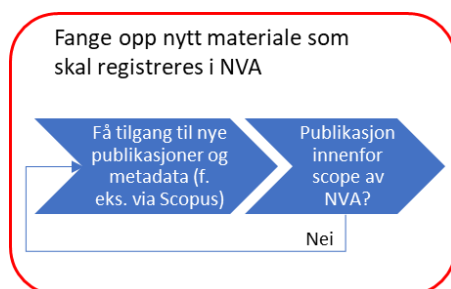 Fange opp nytt materiale som
skal registreres i NVA
Få tilgang til nye
publikasjoner og
metadata (f.
eks. via Scopus)
Publikasjon
innenfor
scope av
NVA?
Nei